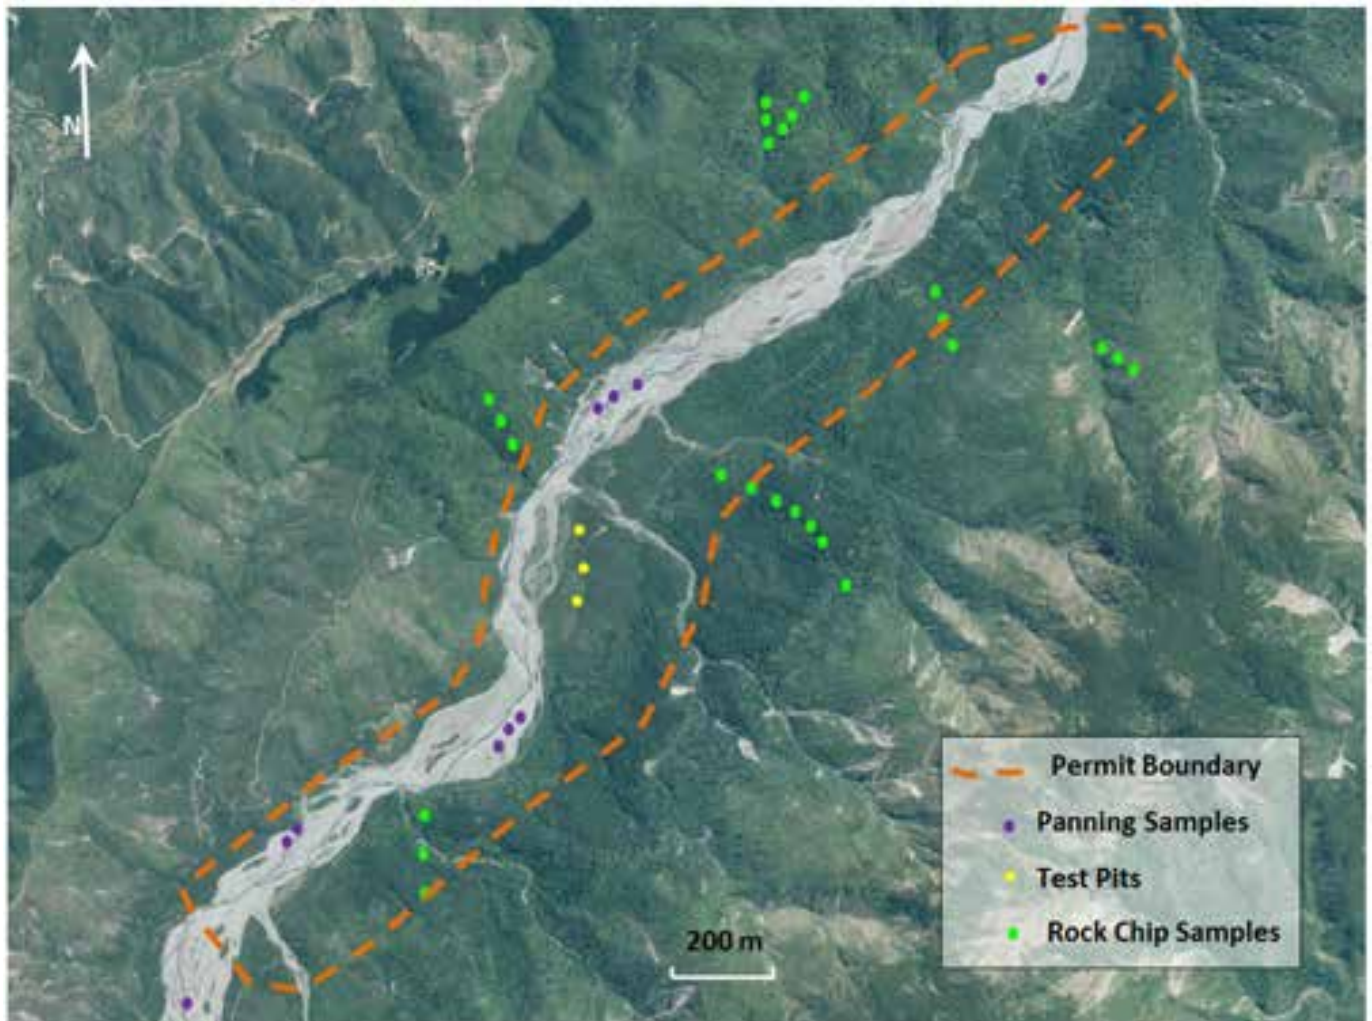 N
200 m
Permit Boundary
Panning Samples
Test Pits
Rock Chip Samples